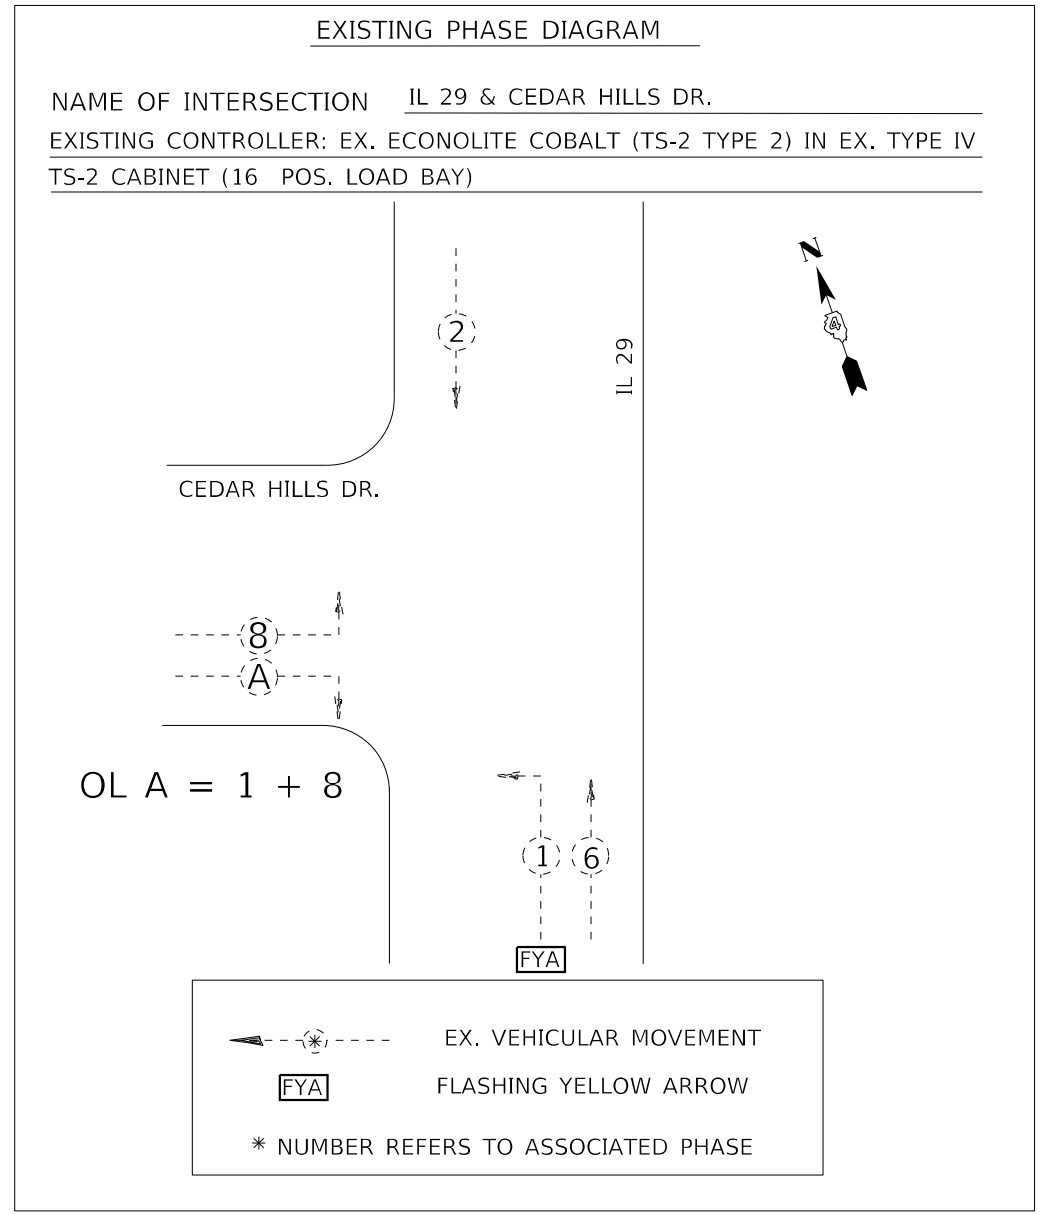 EXISTING PHASE DIAGRAM
NAME OF INTERSECTION IL 29 & CEDAR HILLS DR.
EXISTING CONTROLLER: EX. ECONOLITE COBALT (TS-2 TYPE 2) IN EX. TYPE IV
TS-2 CABINET (16 POS. LOAD BAY)
N
4
2
IL 29
CEDAR HILLS DR.
8
A
OL A = 1 + 8
1 6
FYA
* EX. VEHICULAR MOVEMENT
FYA FLASHING YELLOW ARROW
* NUMBER REFERS TO ASSOCIATED PHASE